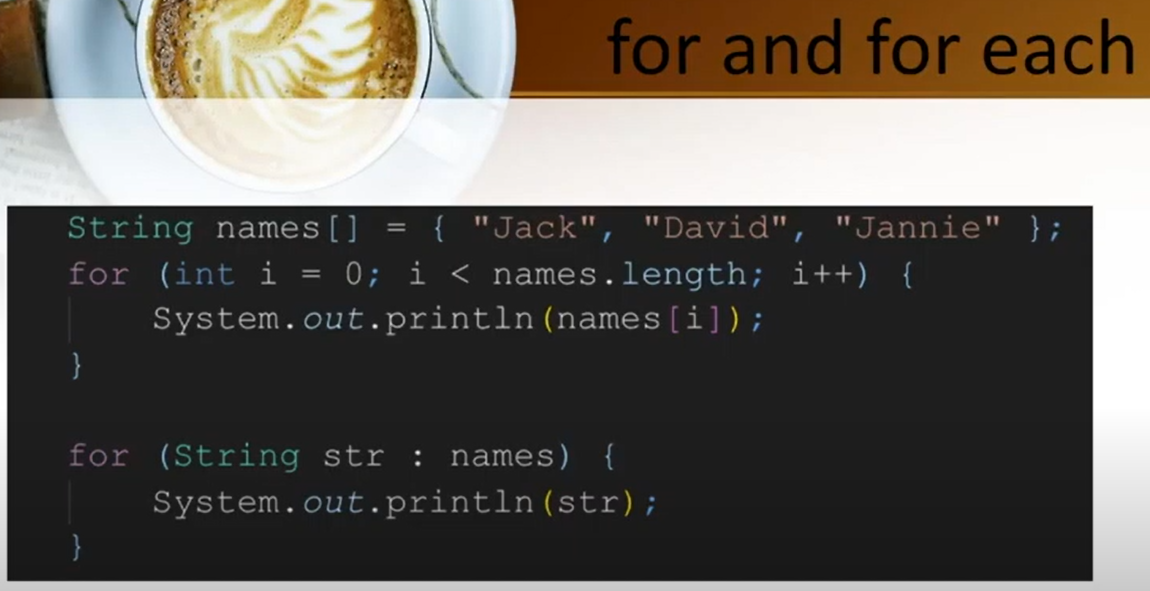 for and for each
String names[] = { "Jack", "David", "Jannie" };
for (int i = 0; i < names.length; i++) {
System.out.println(names[i]);
}
for (String str : names) {
System.out.println(str);
}